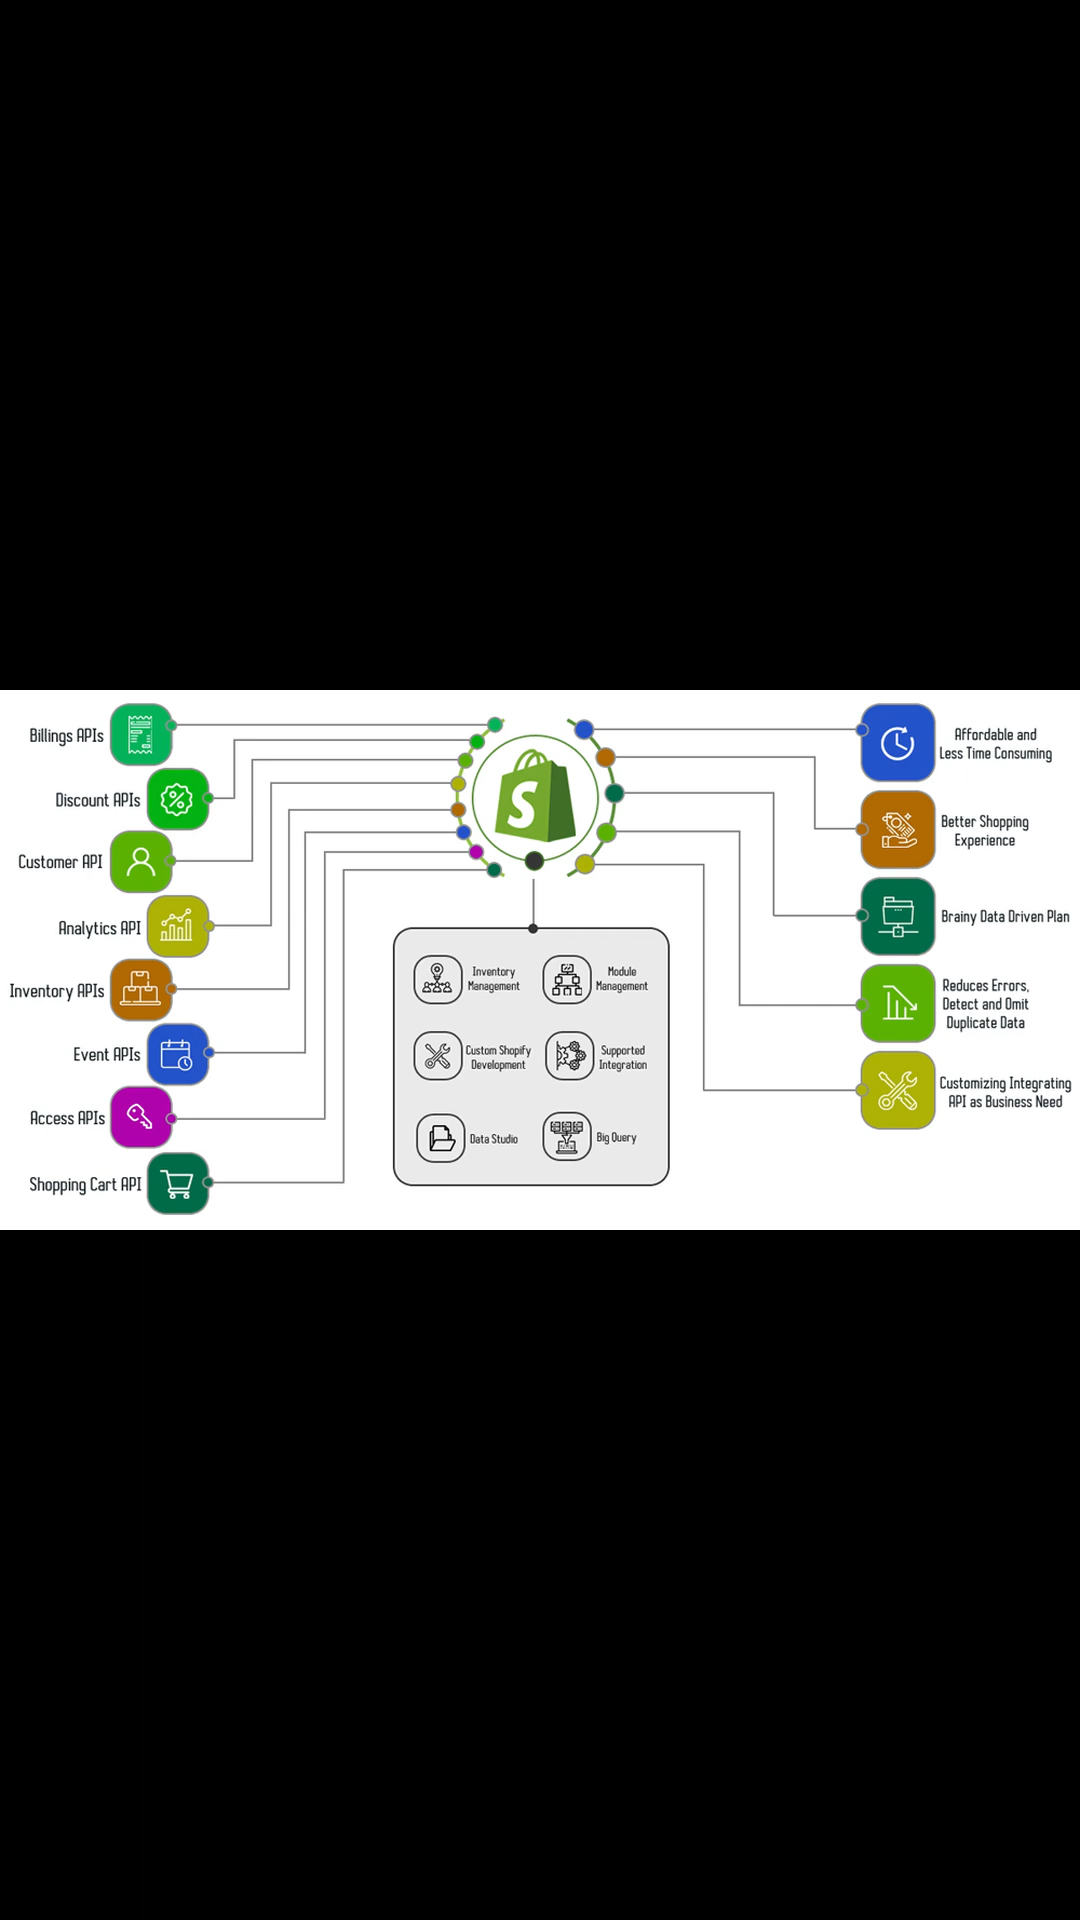 Billings APIs
Discount APIs
Customer API
Analytics API
Inventory APIs
Event APIs
Access APIs
Shopping Cart API
S
Inventory
Management
Module
Management
Custom Shopify
Development
Supported
Integration
Data Studio
Big Query
Affordable and
Less Time Consuming
Better Shopping
Experience
Brainy Data Driven Plan
Reduces Errors,
Detect and Omit
Duplicate Data
Customizing Integrating
API as Business Need